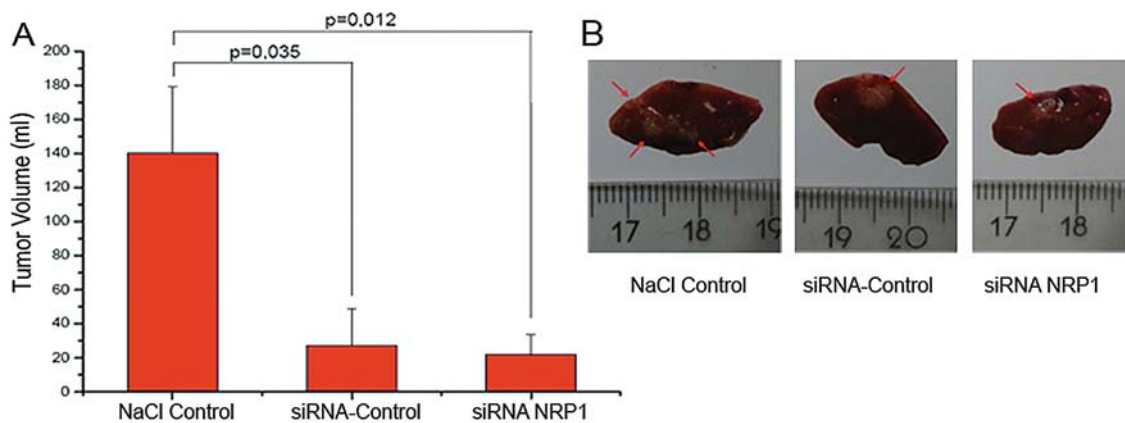 A
p=0.012
p=0.035
Tumor Volume (ml)
200
180
160
140
120
100
80
60
40
20
0
NaCl Control
siRNA-Control
siRNA NRP1
B
17 18 19
19 20
17 18
NaCl Control
siRNA-Control
siRNA NRP1